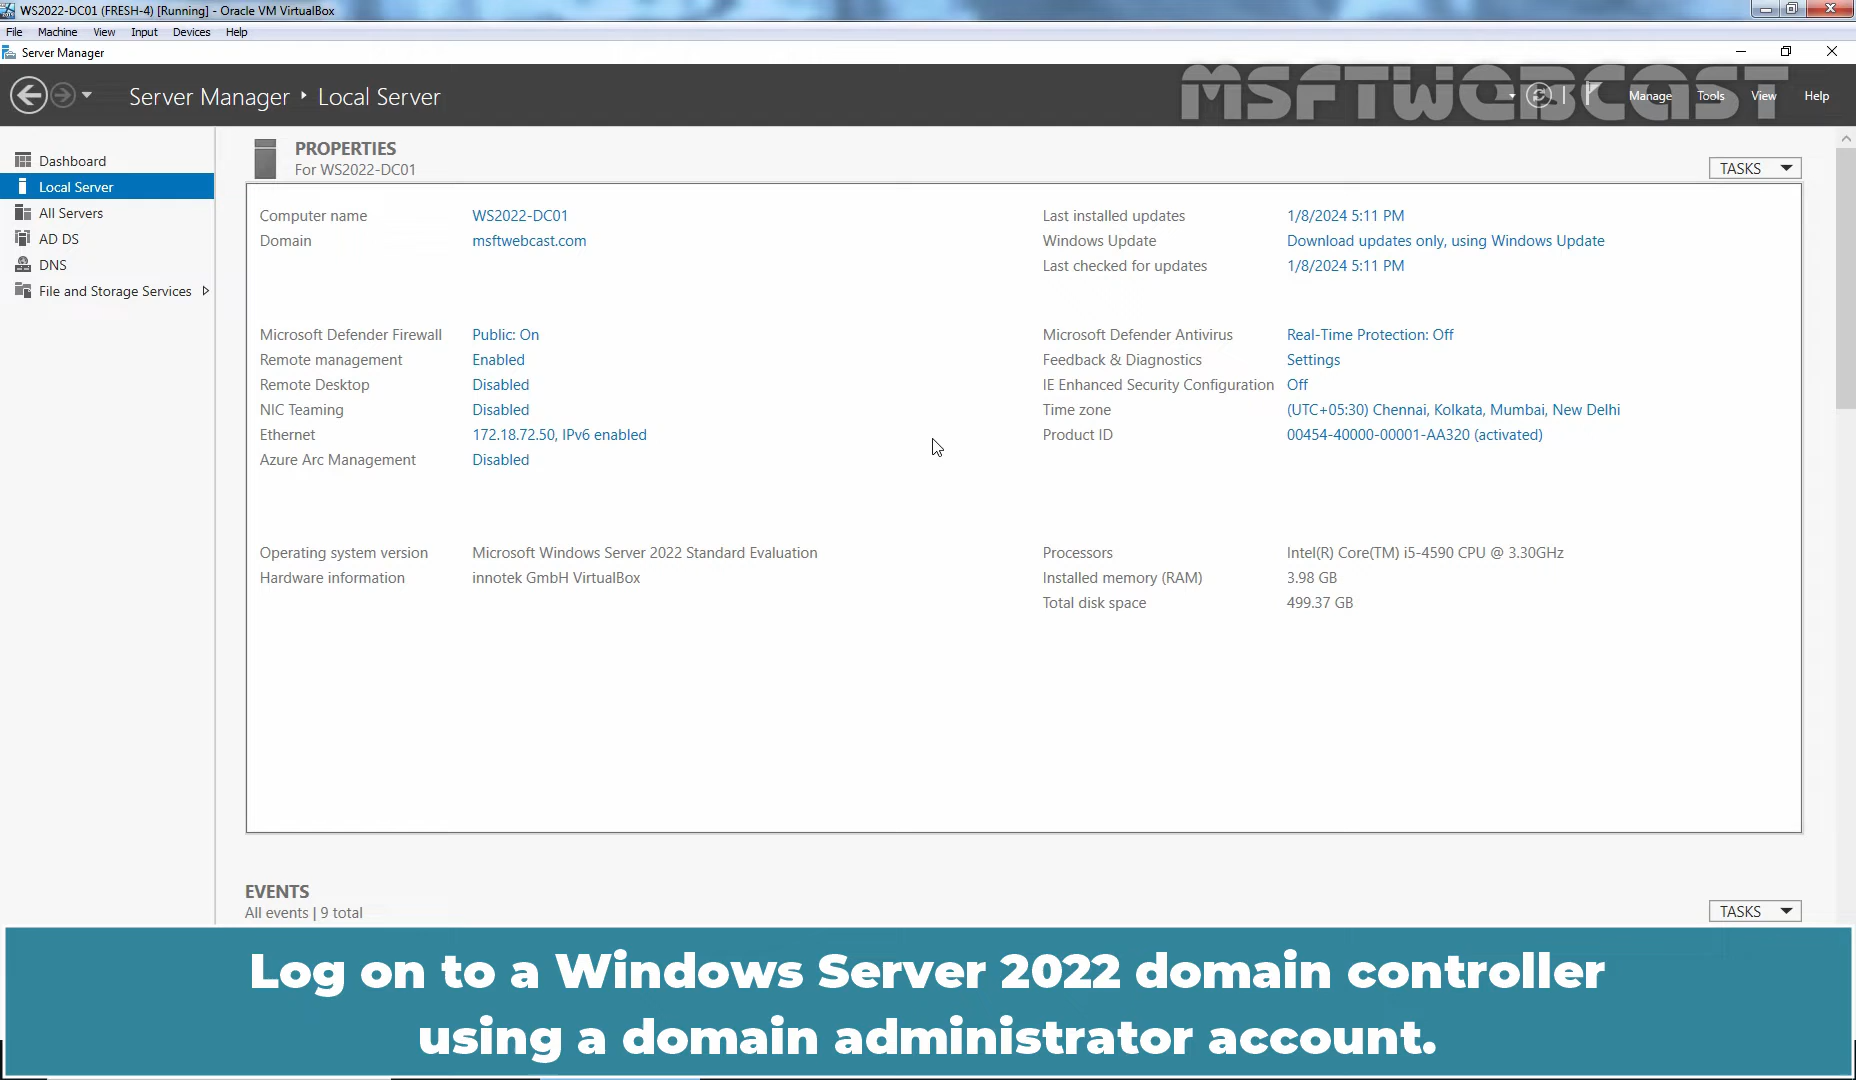 WS2022-DC01 (FRESH-4) [Running] - Oracle VM VirtualBox
File Machine View Input Devices Help
Server Manager
Server Manager ‣ Local Server
MSFTWEBCAST
Manage Tools View Help
Dashboard
Local Server
All Servers
AD DS
DNS
File and Storage Services
PROPERTIES
For WS2022-DC01
TASKS
Computer name WS2022-DC01
Domain msftwebcast.com
Last installed updates 1/8/2024 5:11 PM
Windows Update Download updates only, using Windows Update
Last checked for updates 1/8/2024 5:11 PM
Microsoft Defender Firewall Public: On
Remote management Enabled
Remote Desktop Disabled
NIC Teaming Disabled
Ethernet 172.18.72.50, IPv6 enabled
Azure Arc Management Disabled
Microsoft Defender Antivirus Real-Time Protection: Off
Feedback & Diagnostics Settings
IE Enhanced Security Configuration Off
Time zone (UTC+05:30) Chennai, Kolkata, Mumbai, New Delhi
Product ID 00454-40000-00001-AA320 (activated)
Operating system version Microsoft Windows Server 2022 Standard Evaluation
Hardware information innotek GmbH VirtualBox
Processors Intel(R) Core(TM) i5-4590 CPU @ 3.30GHz
Installed memory (RAM) 3.98 GB
Total disk space 499.37 GB
EVENTS
All events | 9 total
TASKS
Log on to a Windows Server 2022 domain controller
using a domain administrator account.